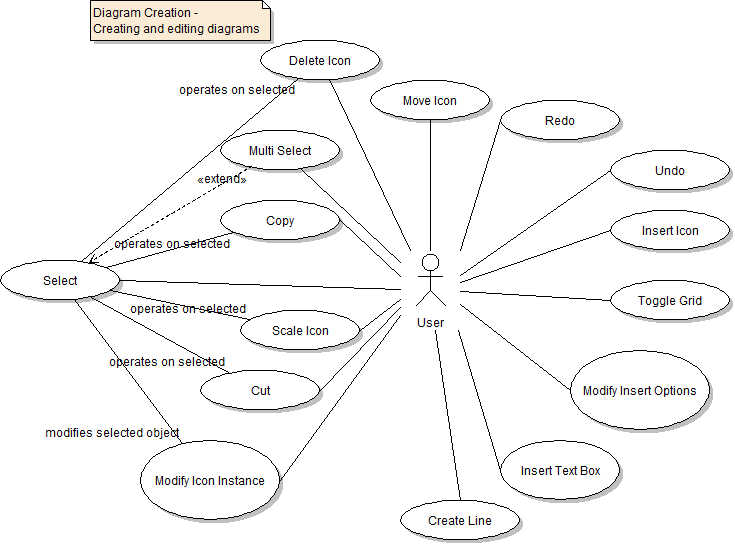 Diagram Creation -
Creating and editing diagrams
Delete Icon
operates on selected
Move Icon
Redo
Multi Select
Undo
«extend»
Copy
Insert Icon
operates on selected
Select
Toggle Grid
operates on selected
User
Scale Icon
operates on selected
Cut
Modify Insert Options
modifies selected object
Insert Text Box
Modify Icon Instance
Create Line